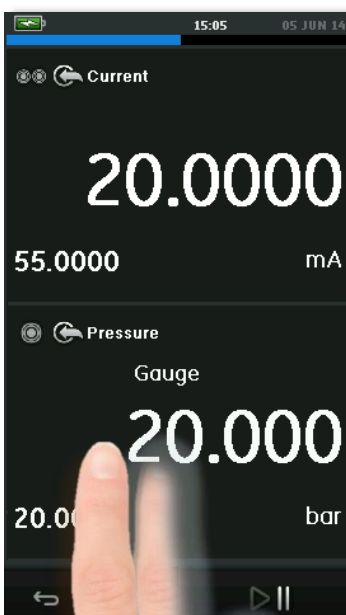 15:05 05 JUN 14
Current
20.0000
55.0000 mA
Pressure
Gauge
20.000
bar